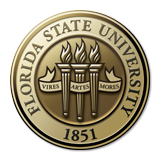 FLORIDA STATE UNIVERSITY
VIRES ARTES MORES
1851